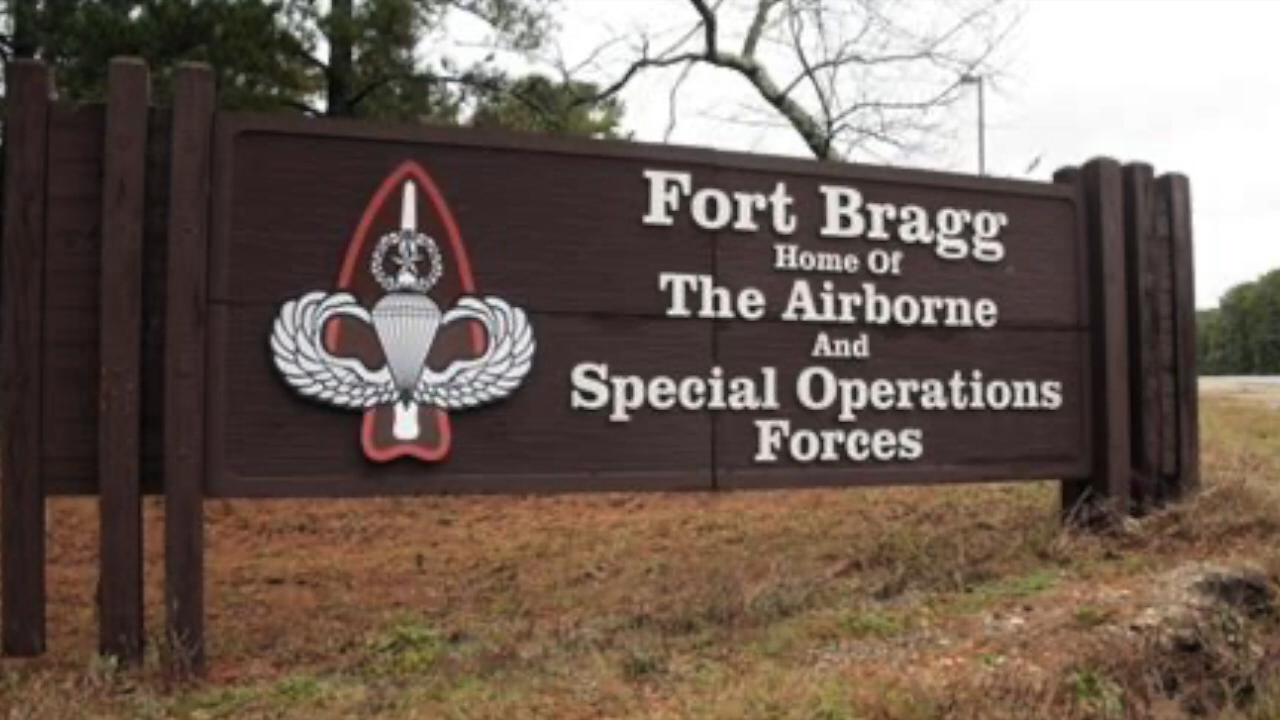 Fort Bragg
Home Of
The Airborne
And
Special Operations
Forces